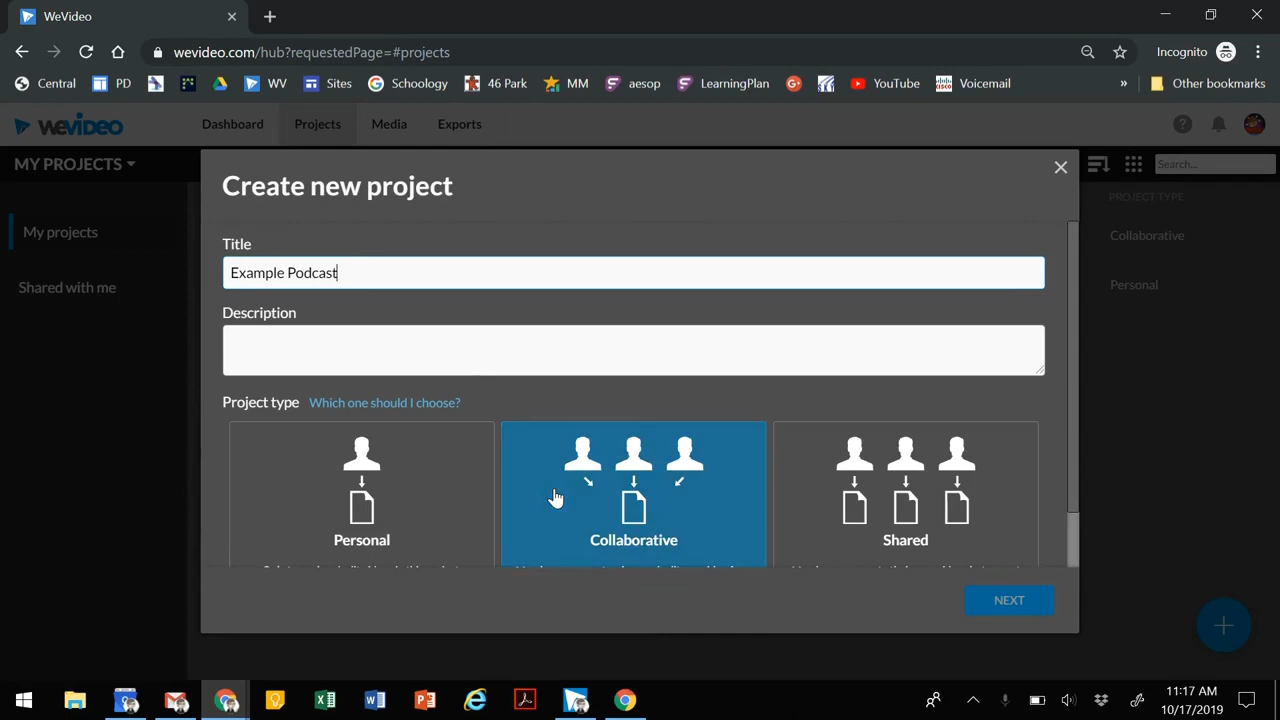 WeVideo
wevideo.com/hub?requestedPage=#projects
Incognito
Central
PD
WV
Sites
Schoology
46 Park
MM
aesop
LearningPlan
YouTube
Voicemail
»
Other bookmarks
WeVIDEO
Dashboard
Projects
Media
Exports
MY PROJECTS
Search...
Create new project
PROJECT TYPE
My projects
Title
Collaborative
Example Podcast
Shared with me
Personal
Description
Project type
Which one should I choose?
Personal
Collaborative
Shared
NEXT
11:17 AM
10/17/2019